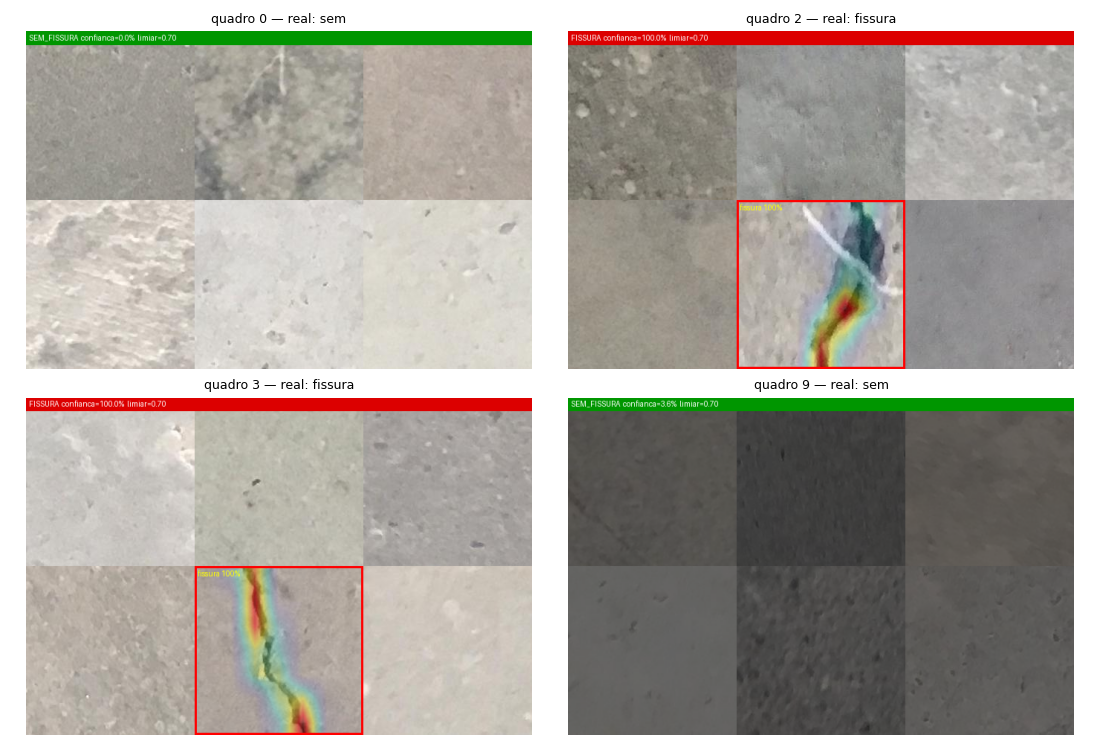 quadro 0 — real: sem
SEM_FISSURA confianca=0.0% limiar=0.70
quadro 2 — real: fissura
FISSURA confianca=100.0% limiar=0.70
fissura 100%
quadro 3 — real: fissura
FISSURA confianca=100.0% limiar=0.70
fissura 100%
quadro 9 — real: sem
SEM_FISSURA confianca=3.6% limiar=0.70